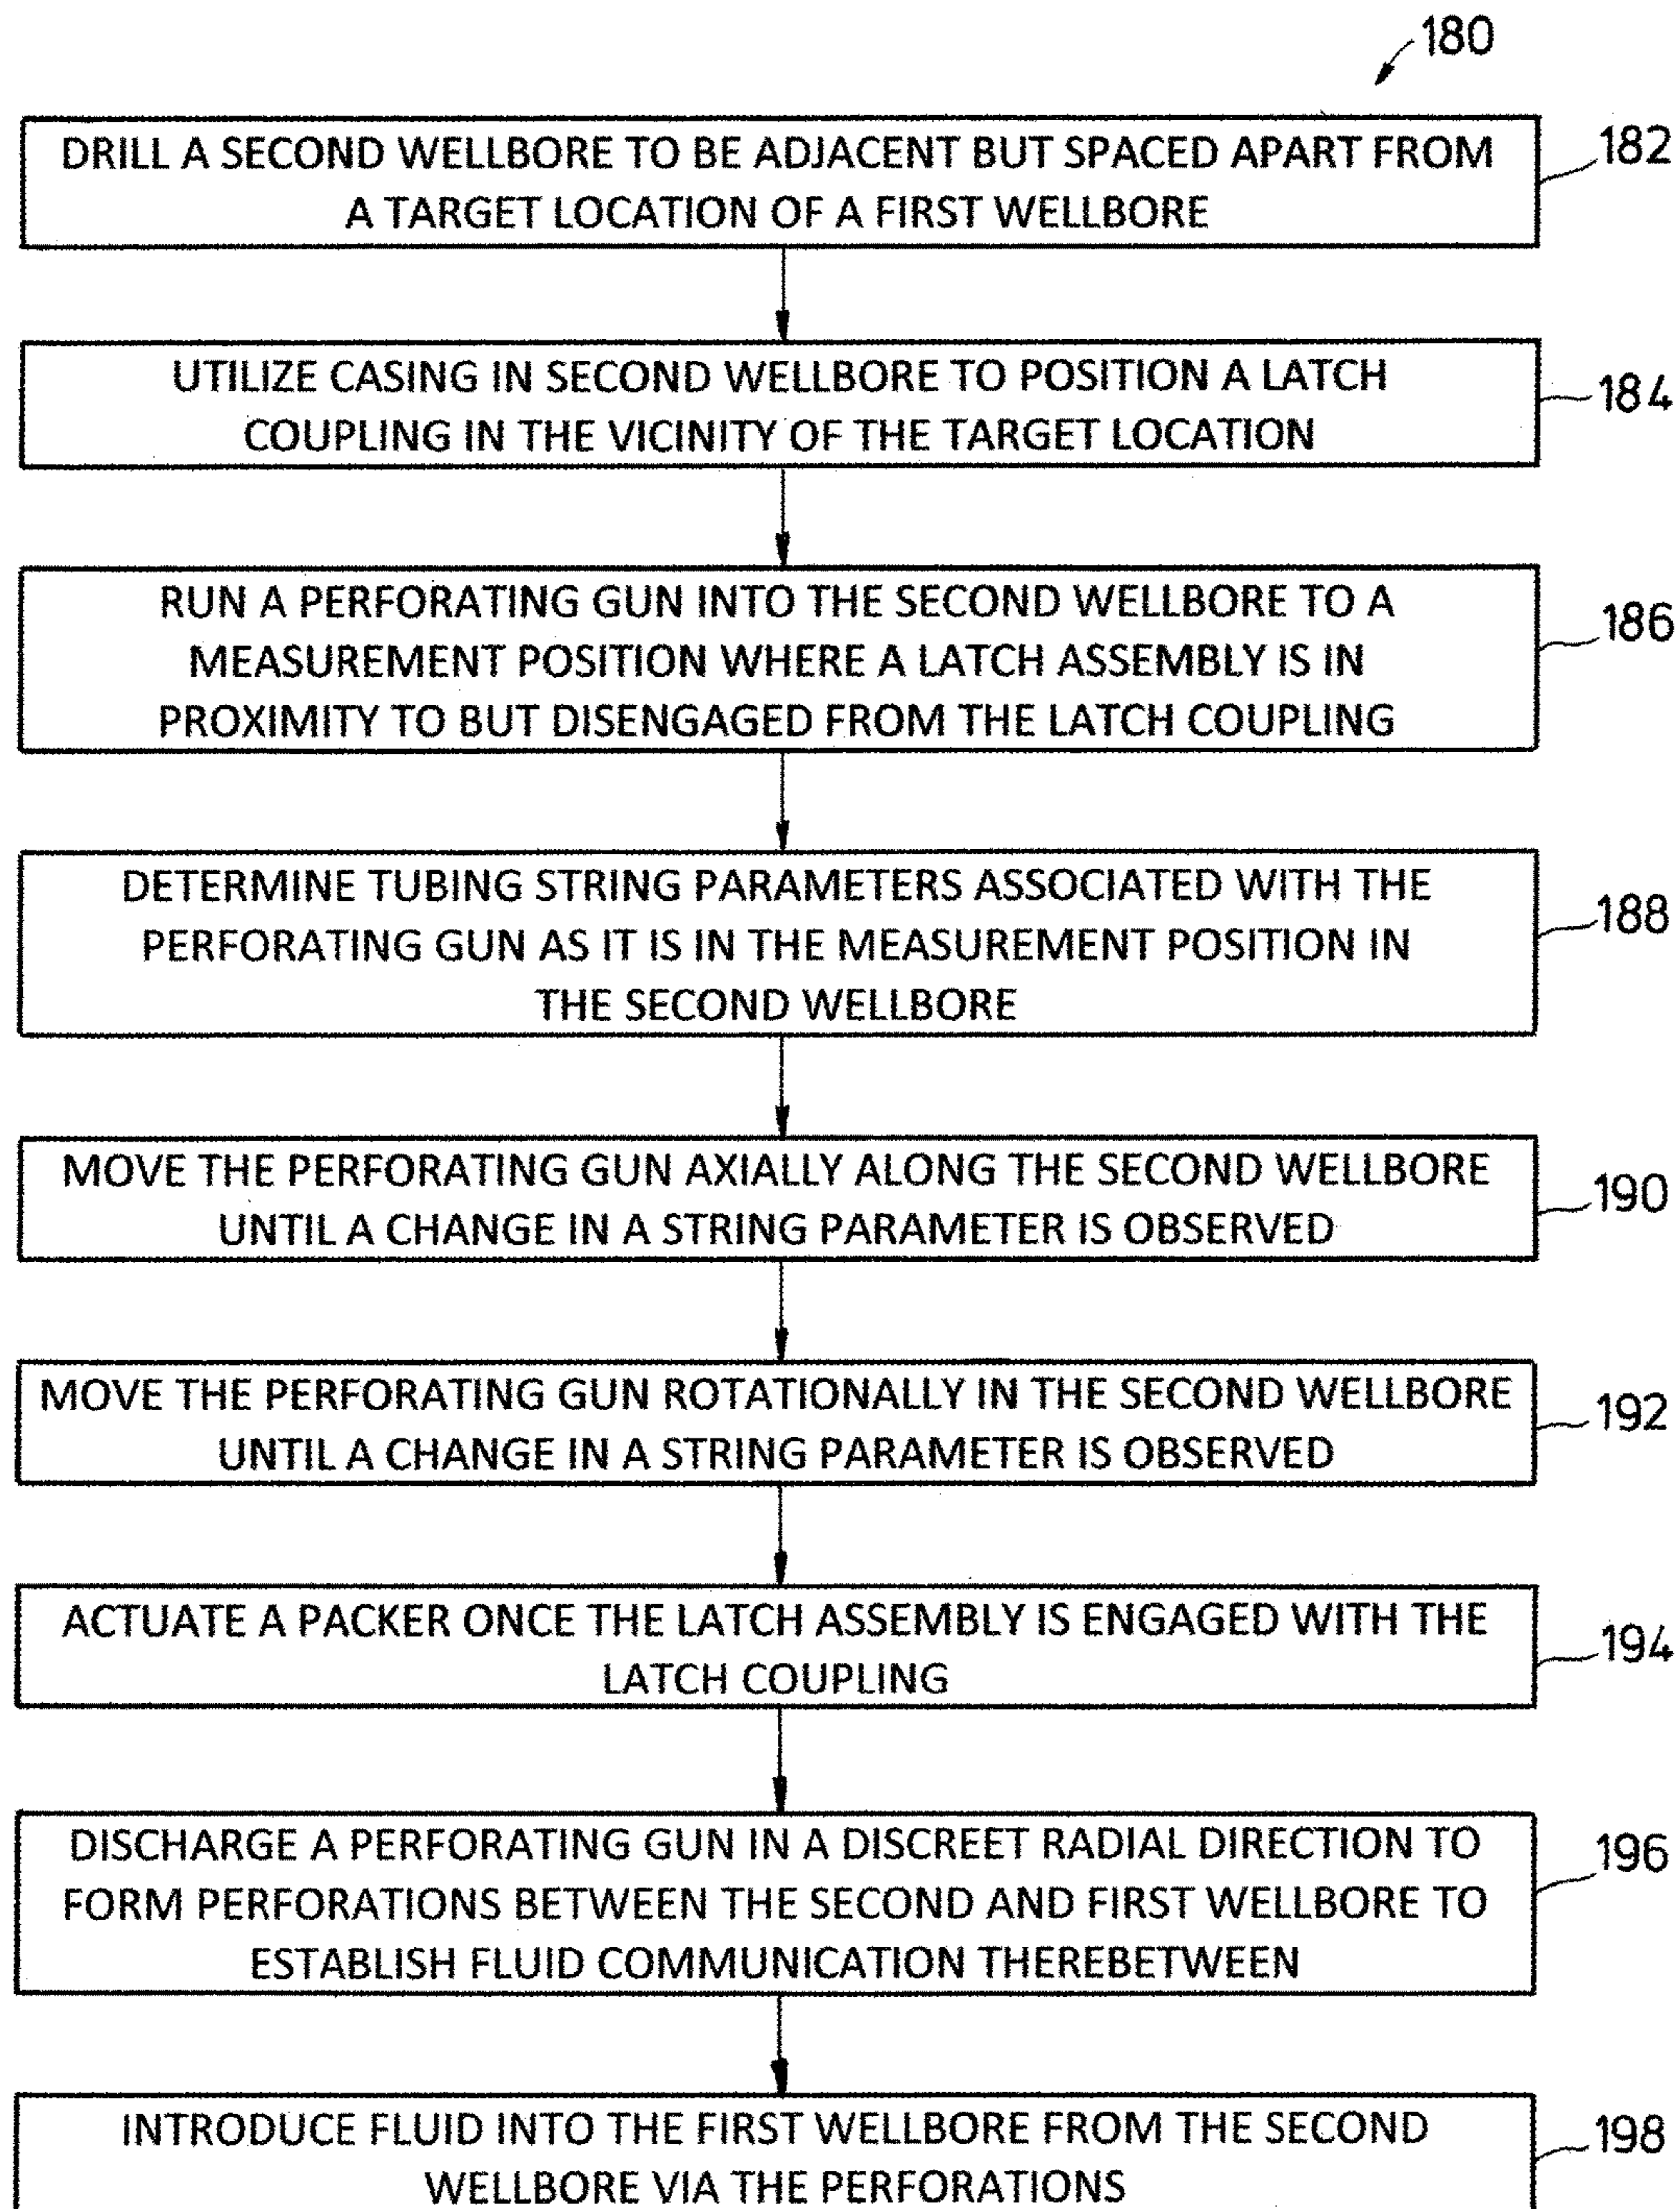 180
DRILL A SECOND WELLBORE TO BE ADJACENT BUT SPACED APART FROM
A TARGET LOCATION OF A FIRST WELLBORE
182
UTILIZE CASING IN SECOND WELLBORE TO POSITION A LATCH
COUPLING IN THE VICINITY OF THE TARGET LOCATION
184
RUN A PERFORATING GUN INTO THE SECOND WELLBORE TO A
MEASUREMENT POSITION WHERE A LATCH ASSEMBLY IS IN
PROXIMITY TO BUT DISENGAGED FROM THE LATCH COUPLING
186
DETERMINE TUBING STRING PARAMETERS ASSOCIATED WITH THE
PERFORATING GUN AS IT IS IN THE MEASUREMENT POSITION IN
THE SECOND WELLBORE
188
MOVE THE PERFORATING GUN AXIALLY ALONG THE SECOND WELLBORE
UNTIL A CHANGE IN A STRING PARAMETER IS OBSERVED
190
MOVE THE PERFORATING GUN ROTATIONALLY IN THE SECOND WELLBORE
UNTIL A CHANGE IN A STRING PARAMETER IS OBSERVED
192
ACTUATE A PACKER ONCE THE LATCH ASSEMBLY IS ENGAGED WITH THE
LATCH COUPLING
194
DISCHARGE A PERFORATING GUN IN A DISCREET RADIAL DIRECTION TO
FORM PERFORATIONS BETWEEN THE SECOND AND FIRST WELLBORE TO
ESTABLISH FLUID COMMUNICATION THEREBETWEEN
196
INTRODUCE FLUID INTO THE FIRST WELLBORE FROM THE SECOND
WELLBORE VIA THE PERFORATIONS
198